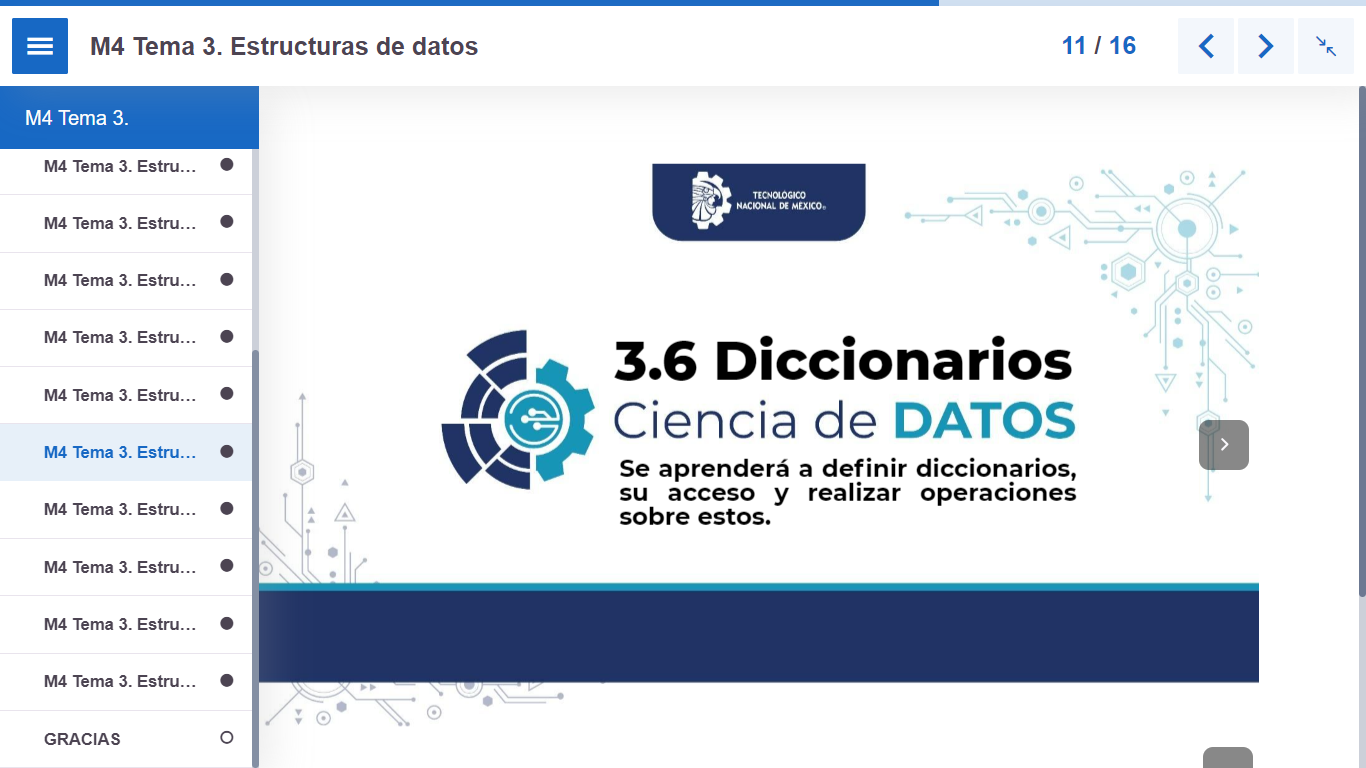 M4 Tema 3. Estructuras de datos
11 / 16
M4 Tema 3.
M4 Tema 3. Estru...
M4 Tema 3. Estru...
M4 Tema 3. Estru...
M4 Tema 3. Estru...
M4 Tema 3. Estru...
M4 Tema 3. Estru...
M4 Tema 3. Estru...
M4 Tema 3. Estru...
M4 Tema 3. Estru...
M4 Tema 3. Estru...
GRACIAS
TECNOLÓGICO
NACIONAL DE MÉXICO®
3.6 Diccionarios
Ciencia de DATOS
Se aprenderá a definir diccionarios,
su acceso y realizar operaciones
sobre estos.